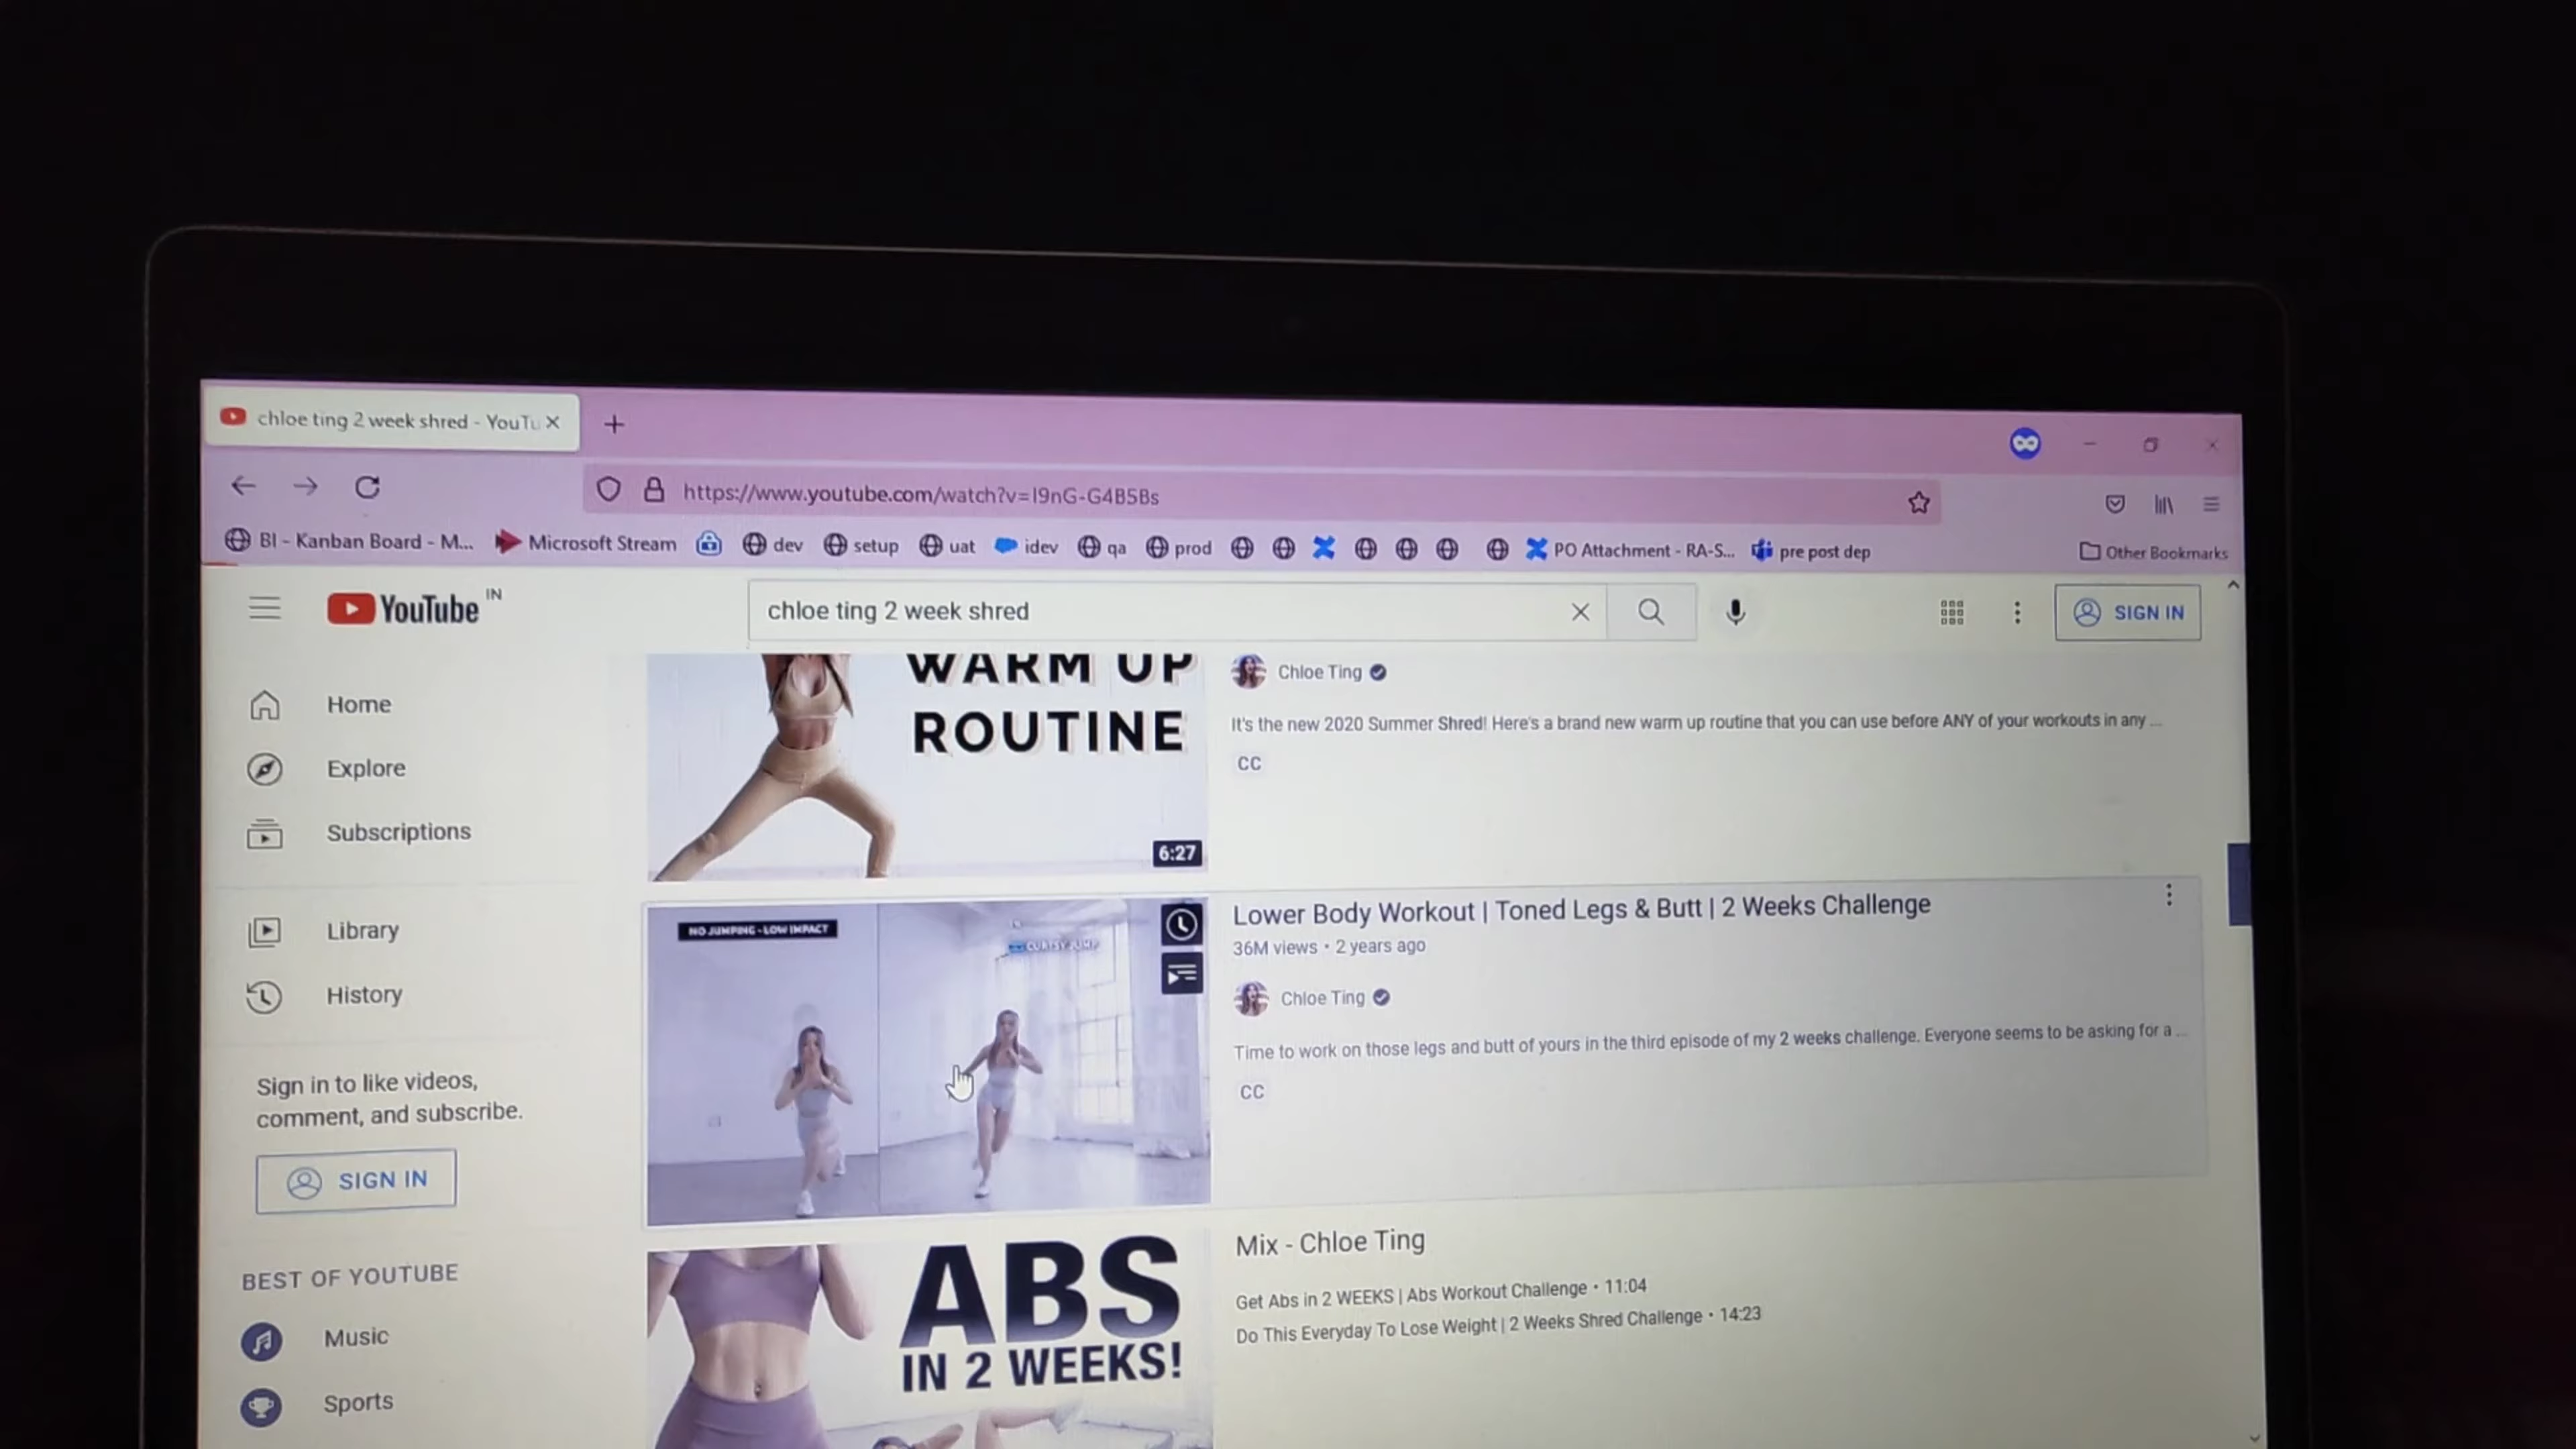 chloe ting 2 week shred - YouTu
https://www.youtube.com/watch?v=I9nG-G4B5Bs
BI - Kanban Board - M... Microsoft Stream dev setup uat idev qa prod PO Attachment - RA-S... pre post dep Other Bookmarks
YouTube IN
chloe ting 2 week shred
SIGN IN
Home
Explore
Subscriptions
Library
History
Sign in to like videos,
comment, and subscribe.
SIGN IN
BEST OF YOUTUBE
Music
Sports
WARM UP
ROUTINE
6:27
Chloe Ting
It's the new 2020 Summer Shred! Here's a brand new warm up routine that you can use before ANY of your workouts in any ...
CC
NO JUMPING - LOW IMPACT
CURTSY JUMP
Lower Body Workout | Toned Legs & Butt | 2 Weeks Challenge
36M views • 2 years ago
Chloe Ting
Time to work on those legs and butt of yours in the third episode of my 2 weeks challenge. Everyone seems to be asking for a ...
CC
ABS
IN 2 WEEKS!
Mix - Chloe Ting
Get Abs in 2 WEEKS | Abs Workout Challenge • 11:04
Do This Everyday To Lose Weight | 2 Weeks Shred Challenge • 14:23